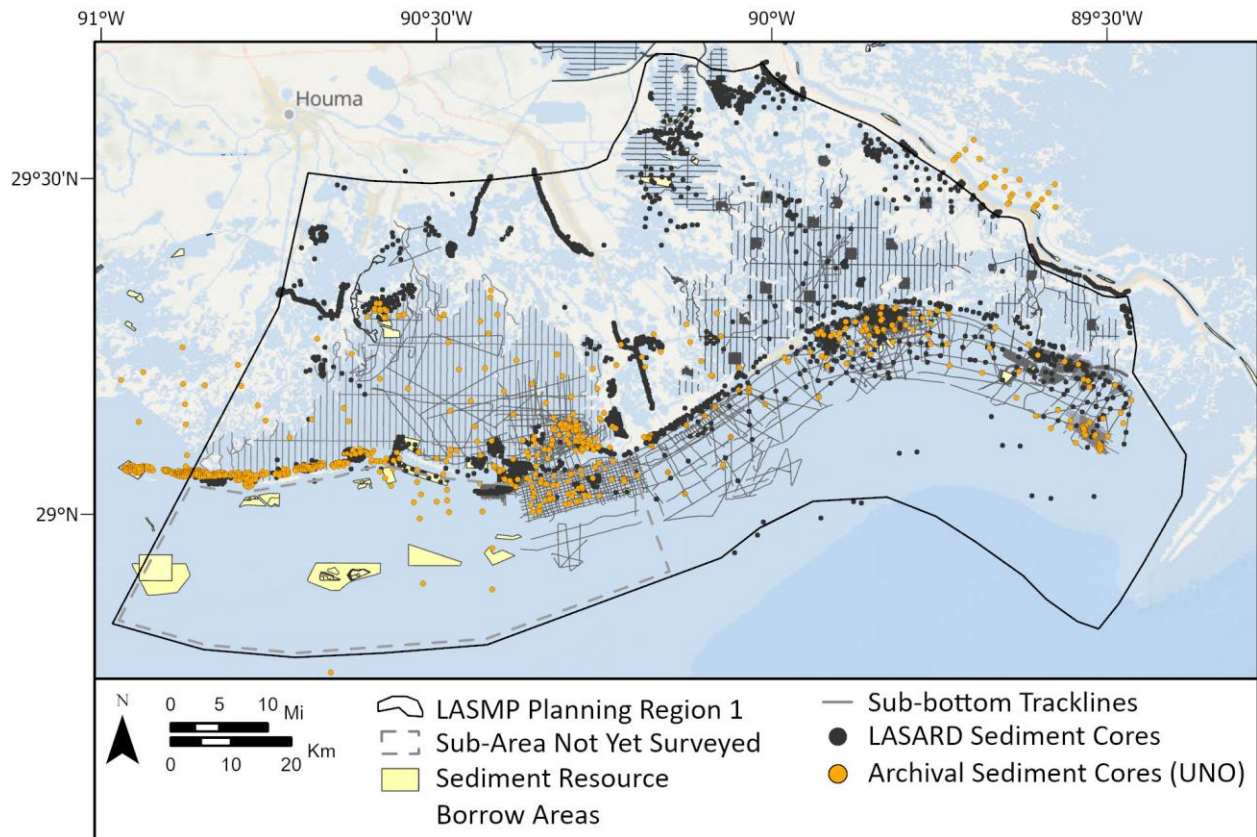 91°W 90°30'W 90°W 89°30'W
Houma
29°30'N
29°N
N
0 5 10 Mi
0 10 20 Km
LASMP Planning Region 1
Sub-Area Not Yet Surveyed
Sediment Resource
Borrow Areas
Sub-bottom Tracklines
LASARD Sediment Cores
Archival Sediment Cores (UNO)